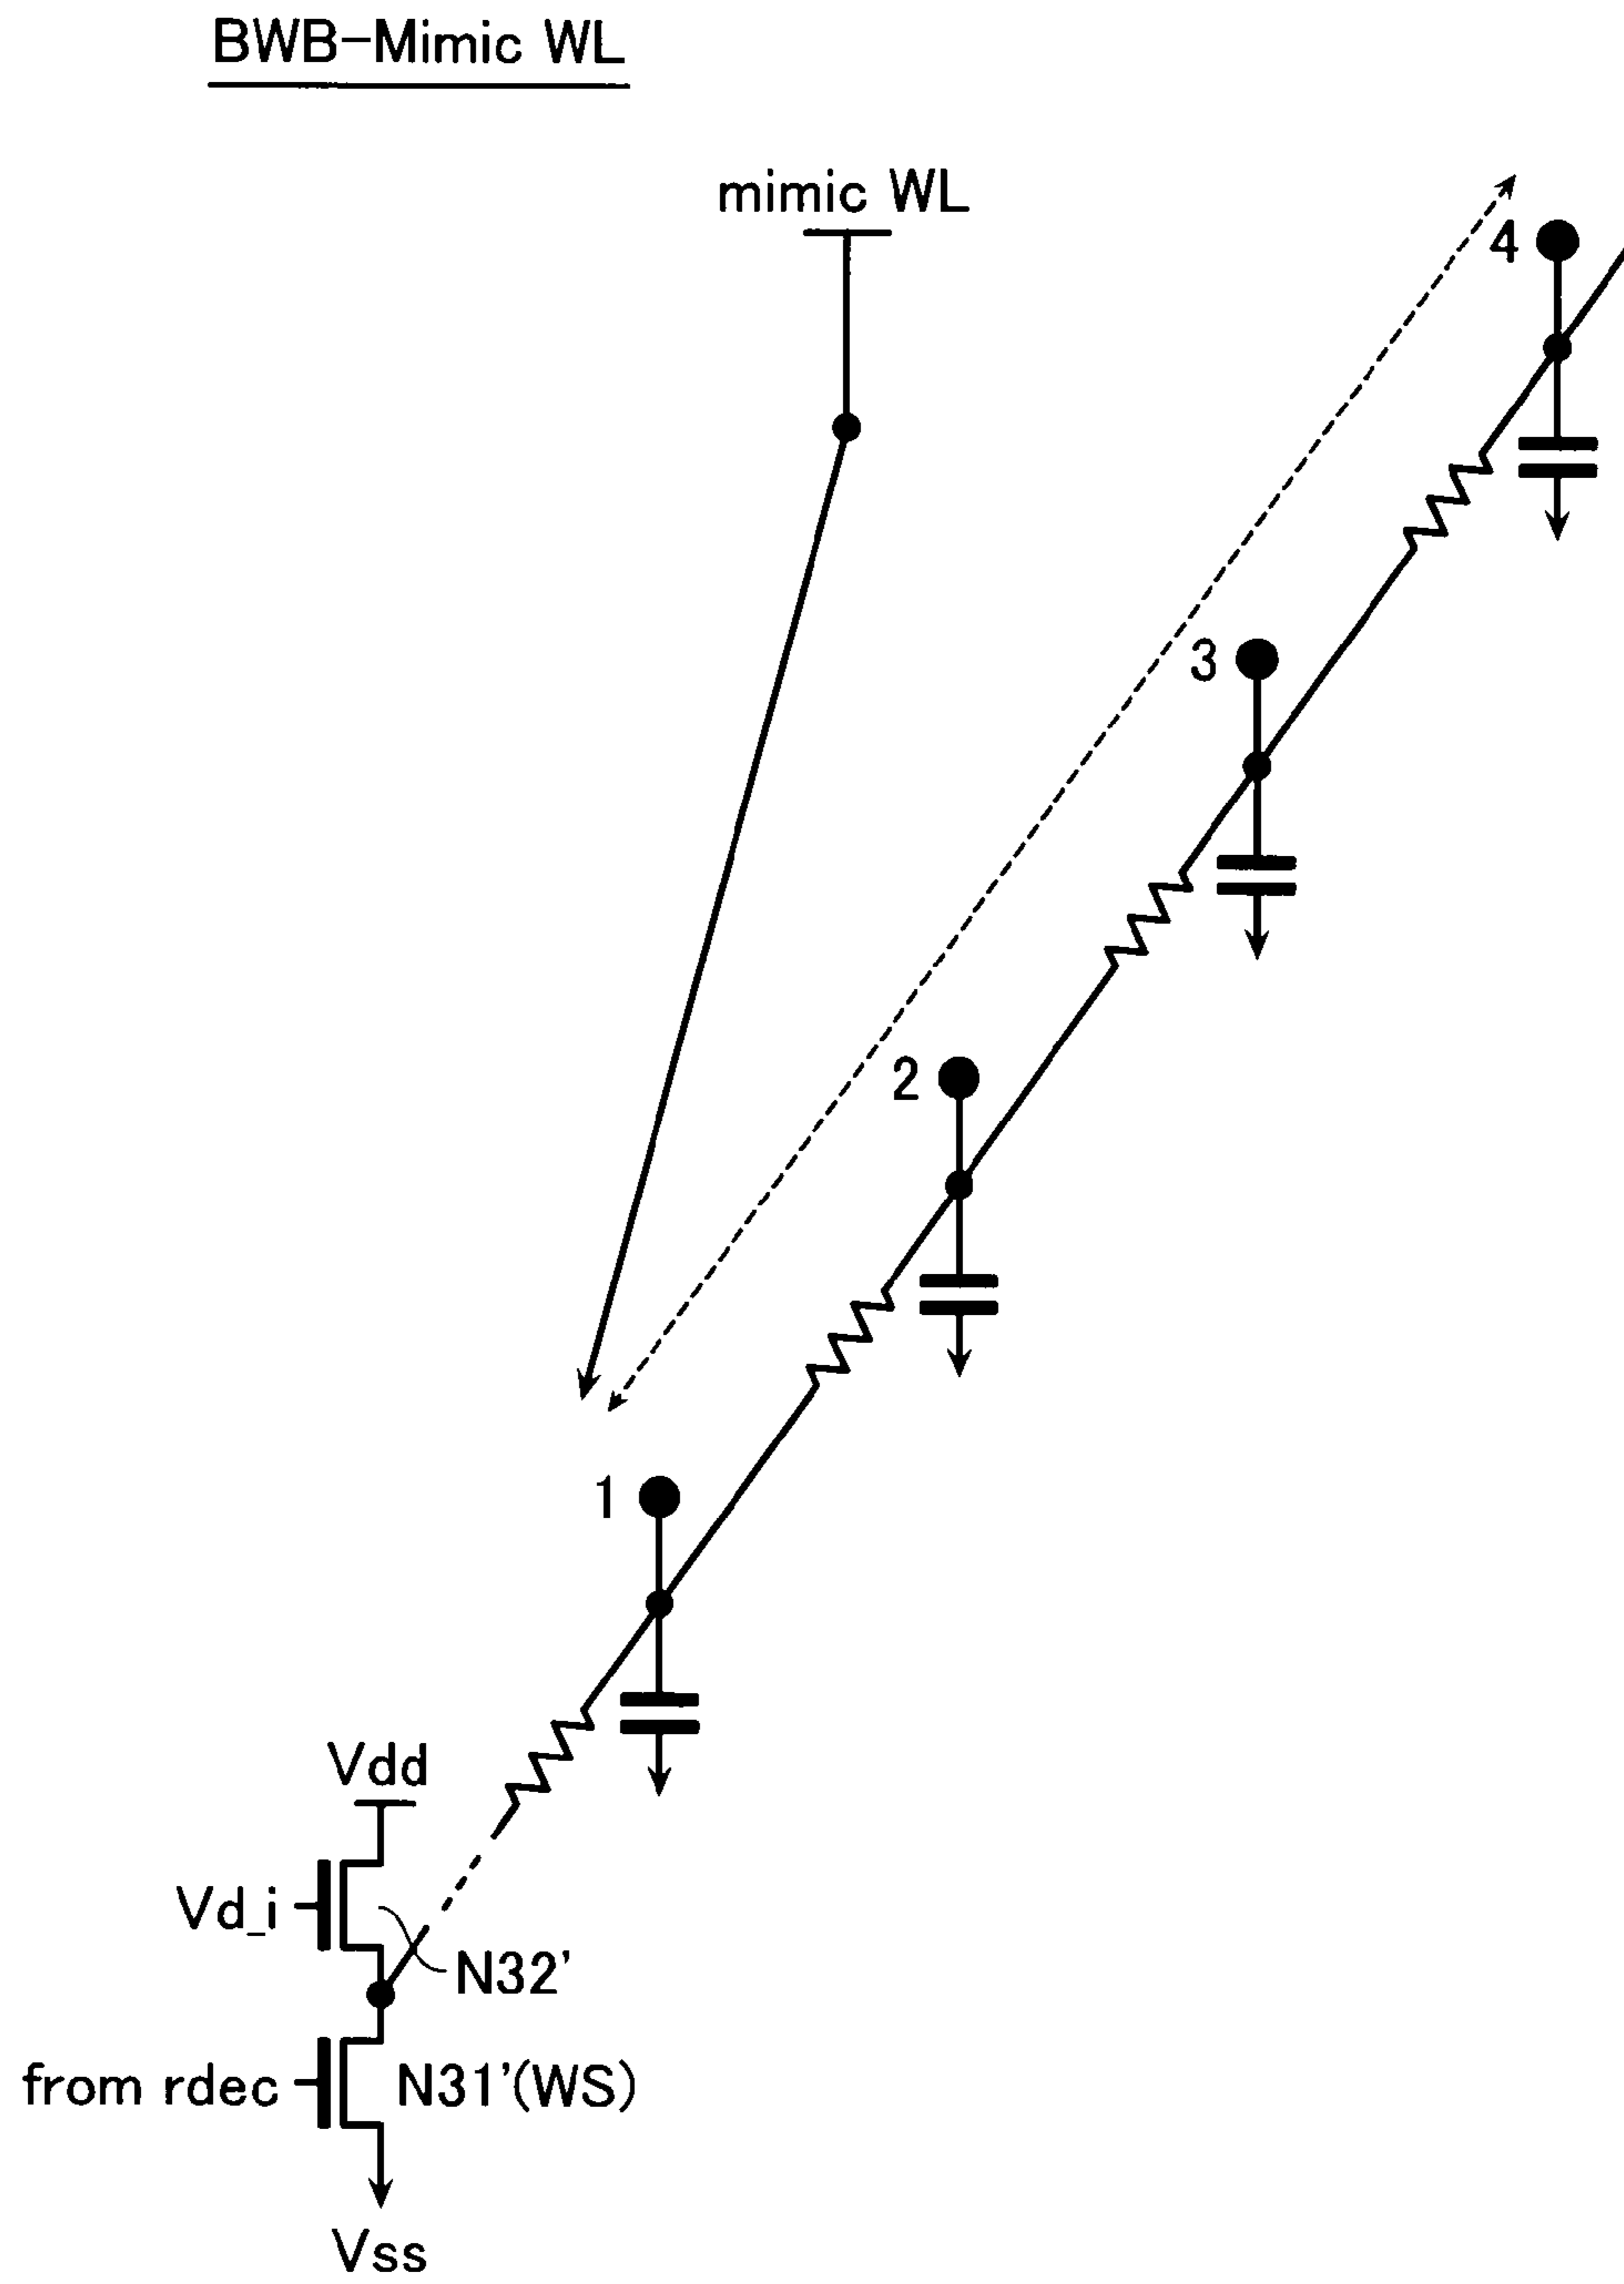 BWB-Mimic WL
mimic WL
4
3
2
1
Vdd
Vd_i
N32'
from rdec
N31'(WS)
Vss